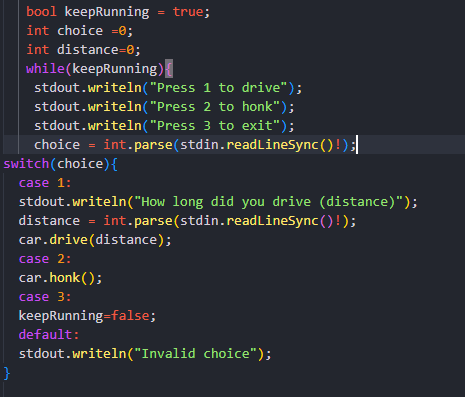 bool keepRunning = true;
int choice =0;
int distance=0;
while(keepRunning){
stdout.writeln("Press 1 to drive");
stdout.writeln("Press 2 to honk");
stdout.writeln("Press 3 to exit");
choice = int.parse(stdin.readLineSync()!);
switch(choice){
case 1:
stdout.writeln("How long did you drive (distance)");
distance = int.parse(stdin.readLineSync()!);
car.drive(distance);
case 2:
car.honk();
case 3:
keepRunning=false;
default:
stdout.writeln("Invalid choice");
}